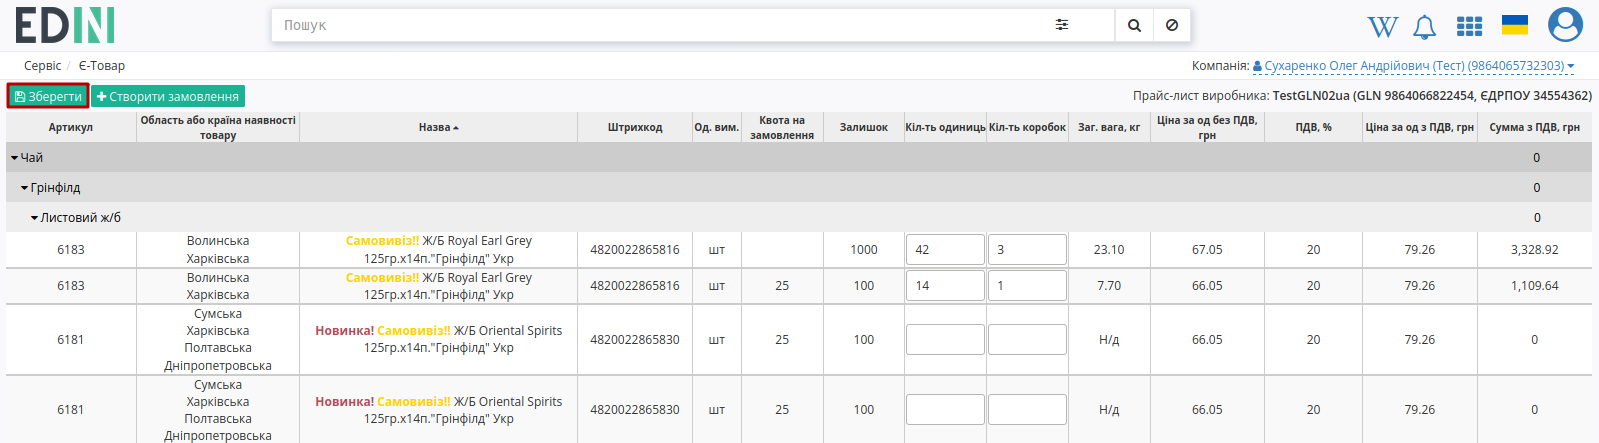 EDIN
Пошук
W
Сервіс / Є-Товар
Компанія: Сухаренко Олег Андрійович (Тест) (9864065732303)
Зберегти
Створити замовлення
Прайс-лист виробника: TestGLN02ua (GLN 9864066822454, ЄДРПОУ 34554362)
Артикул Область або країна наявності товару Назва Штрихкод Од. вим. Квота на замовлення Залишок Кіл-ть одиниць Кіл-ть коробок Заг. вага, кг Ціна за од без ПДВ, грн ПДВ, % Ціна за од з ПДВ, грн Сумма з ПДВ, грн
Чай 0
Грінфілд 0
Листовий ж/б 0
6183 Волинська Харківська Самовивіз!! Ж/Б Royal Earl Grey 125гр.х14п."Грінфілд" Укр 4820022865816 шт 1000 42 3 23.10 67.05 20 79.26 3,328.92
6183 Волинська Харківська Самовивіз!! Ж/Б Royal Earl Grey 125гр.х14п."Грінфілд" Укр 4820022865816 шт 25 100 14 1 7.70 66.05 20 79.26 1,109.64
6181 Сумська Харківська Полтавська Дніпропетровська Новинка! Самовивіз!! Ж/Б Oriental Spirits 125гр.х14п."Грінфілд" Укр 4820022865830 шт 25 100 Н/д 66.05 20 79.26 0
6181 Сумська Харківська Полтавська Дніпропетровська Новинка! Самовивіз!! Ж/Б Oriental Spirits 125гр.х14п."Грінфілд" Укр 4820022865830 шт 25 100 Н/д 66.05 20 79.26 0